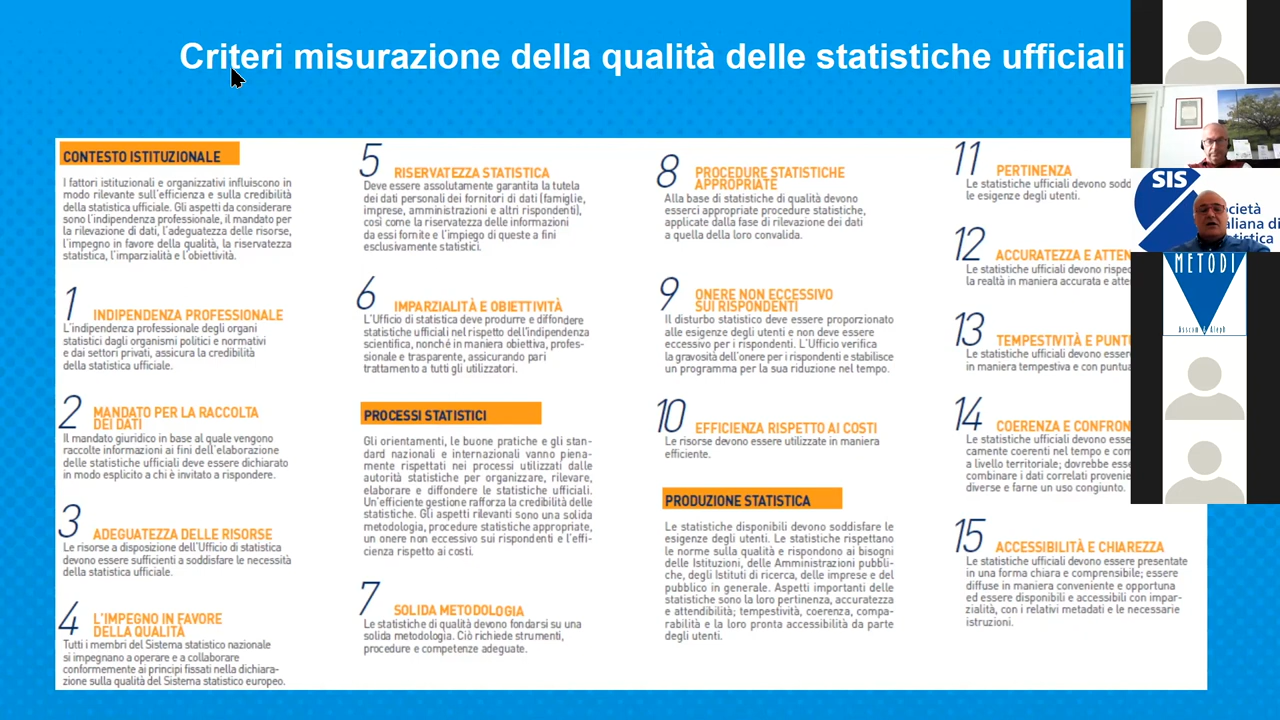 Criteri misurazione della qualità delle statistiche ufficiali
CONTESTO ISTITUZIONALE
I fattori istituzionali e organizzativi influiscono in
modo rilevante sull'efficienza e sulla credibilità
della statistica ufficiale. Gli aspetti da considerare
sono l'indipendenza professionale, il mandato per
la rilevazione di dati, l'adeguatezza delle risorse,
l'impegno in favore della qualità, la riservatezza
statistica, l'imparzialità e l'obiettività.
1 INDIPENDENZA PROFESSIONALE
L'indipendenza professionale degli organi
statistici dagli organismi politici e normativi
e dai settori privati, assicura la credibilità
della statistica ufficiale.
2 MANDATO PER LA RACCOLTA
DEI DATI
Il mandato giuridico in base al quale vengono
raccolte informazioni ai fini dell'elaborazione
delle statistiche ufficiali deve essere dichiarato
in modo esplicito a chi è invitato a rispondere.
3 ADEGUATEZZA DELLE RISORSE
Le risorse a disposizione dell'Ufficio di statistica
devono essere sufficienti a soddisfare le necessità
della statistica ufficiale.
4 L'IMPEGNO IN FAVORE
DELLA QUALITÀ
Tutti i membri del Sistema statistico nazionale
si impegnano a operare e a collaborare
conformemente ai principi fissati nella dichiara-
zione sulla qualità del Sistema statistico europeo.
5 RISERVATEZZA STATISTICA
Deve essere assolutamente garantita la tutela
dei dati personali dei fornitori di dati (famiglie,
imprese, amministrazioni e altri rispondenti),
così come la riservatezza delle informazioni
da essi fornite e l'impiego di queste a fini
esclusivamente statistici.
6 IMPARZIALITÀ E OBIETTIVITÀ
L'Ufficio di statistica deve produrre e diffondere
statistiche ufficiali nel rispetto dell'indipendenza
scientifica, nonché in maniera obiettiva, profes-
sionale e trasparente, assicurando pari
trattamento a tutti gli utilizzatori.
PROCESSI STATISTICI
Gli orientamenti, le buone pratiche e gli stan-
dard nazionali e internazionali vanno piena-
mente rispettati nei processi utilizzati dalle
autorità statistiche per organizzare, rilevare,
elaborare e diffondere le statistiche ufficiali.
Un'efficiente gestione rafforza la credibilità delle
statistiche. Gli aspetti rilevanti sono una solida
metodologia, procedure statistiche appropriate,
un onere non eccessivo sui rispondenti e l'effi-
cienza rispetto ai costi.
7 SOLIDA METODOLOGIA
Le statistiche di qualità devono fondarsi su una
solida metodologia. Ciò richiede strumenti,
procedure e competenze adeguate.
8 PROCEDURE STATISTICHE
APPROPRIATE
Alla base di statistiche di qualità devono
esserci appropriate procedure statistiche,
applicate dalla fase di rilevazione dei dati
a quella della loro convalida.
9 ONERE NON ECCESSIVO
SUI RISPONDENTI
Il disturbo statistico deve essere proporzionato
alle esigenze degli utenti e non deve essere
eccessivo per i rispondenti. L'Ufficio verifica
la gravosità dell'onere per i rispondenti e stabilisce
un programma per la sua riduzione nel tempo.
10 EFFICIENZA RISPETTO AI COSTI
Le risorse devono essere utilizzate in maniera
efficiente.
PRODUZIONE STATISTICA
Le statistiche disponibili devono soddisfare le
esigenze degli utenti. Le statistiche rispettano
le norme sulla qualità e rispondono ai bisogni
delle Istituzioni, delle Amministrazioni pubbli-
che, degli Istituti di ricerca, delle imprese e del
pubblico in generale. Aspetti importanti delle
statistiche sono la loro pertinenza, accuratezza
e attendibilità; tempestività, coerenza, compa-
rabilità e la loro pronta accessibilità da parte
degli utenti.
11 PERTINENZA
Le statistiche ufficiali devono sodd
le esigenze degli utenti.
12 ACCURATEZZA E ATTEN
Le statistiche ufficiali devono rispec
la realtà in maniera accurata e atte
13 TEMPESTIVITÀ E PUNT
Le statistiche ufficiali devono esser
in maniera tempestiva e con puntua
14 COERENZA E CONFRON
Le statistiche ufficiali devono essere
camente coerenti nel tempo e com
a livello territoriale; dovrebbe esse
combinare i dati correlati provenie
diverse e farne un uso congiunto.
15 ACCESSIBILITÀ E CHIAREZZA
Le statistiche ufficiali devono essere presentate
in una forma chiara e comprensibile; essere
diffuse in maniera conveniente e opportuna
ed essere disponibili e accessibili con impar-
zialità, con i relativi metadati e le necessarie
istruzioni.
SIS
ocietà
aliana di
tistica
METODI
Assirm & Aleph